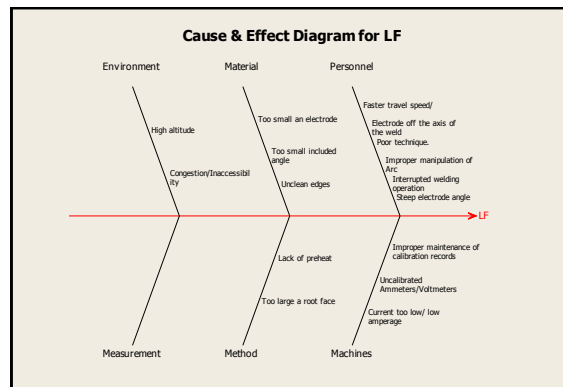 Cause & Effect Diagram for LF
Environment
Material
Personnel
High altitude
Congestion/Inaccessibil
ity
Too small an electrode
Too small included
angle
Unclean edges
Faster travel speed/
Electrode off the axis of
the weld
Poor technique.
Improper manipulation of
Arc
Interrupted welding
operation
Steep electrode angle
LF
Lack of preheat
Too large a root face
Improper maintenance of
calibration records
Uncalibrated
Ammeters/Voltmeters
Current too low/ low
amperage
Measurement
Method
Machines